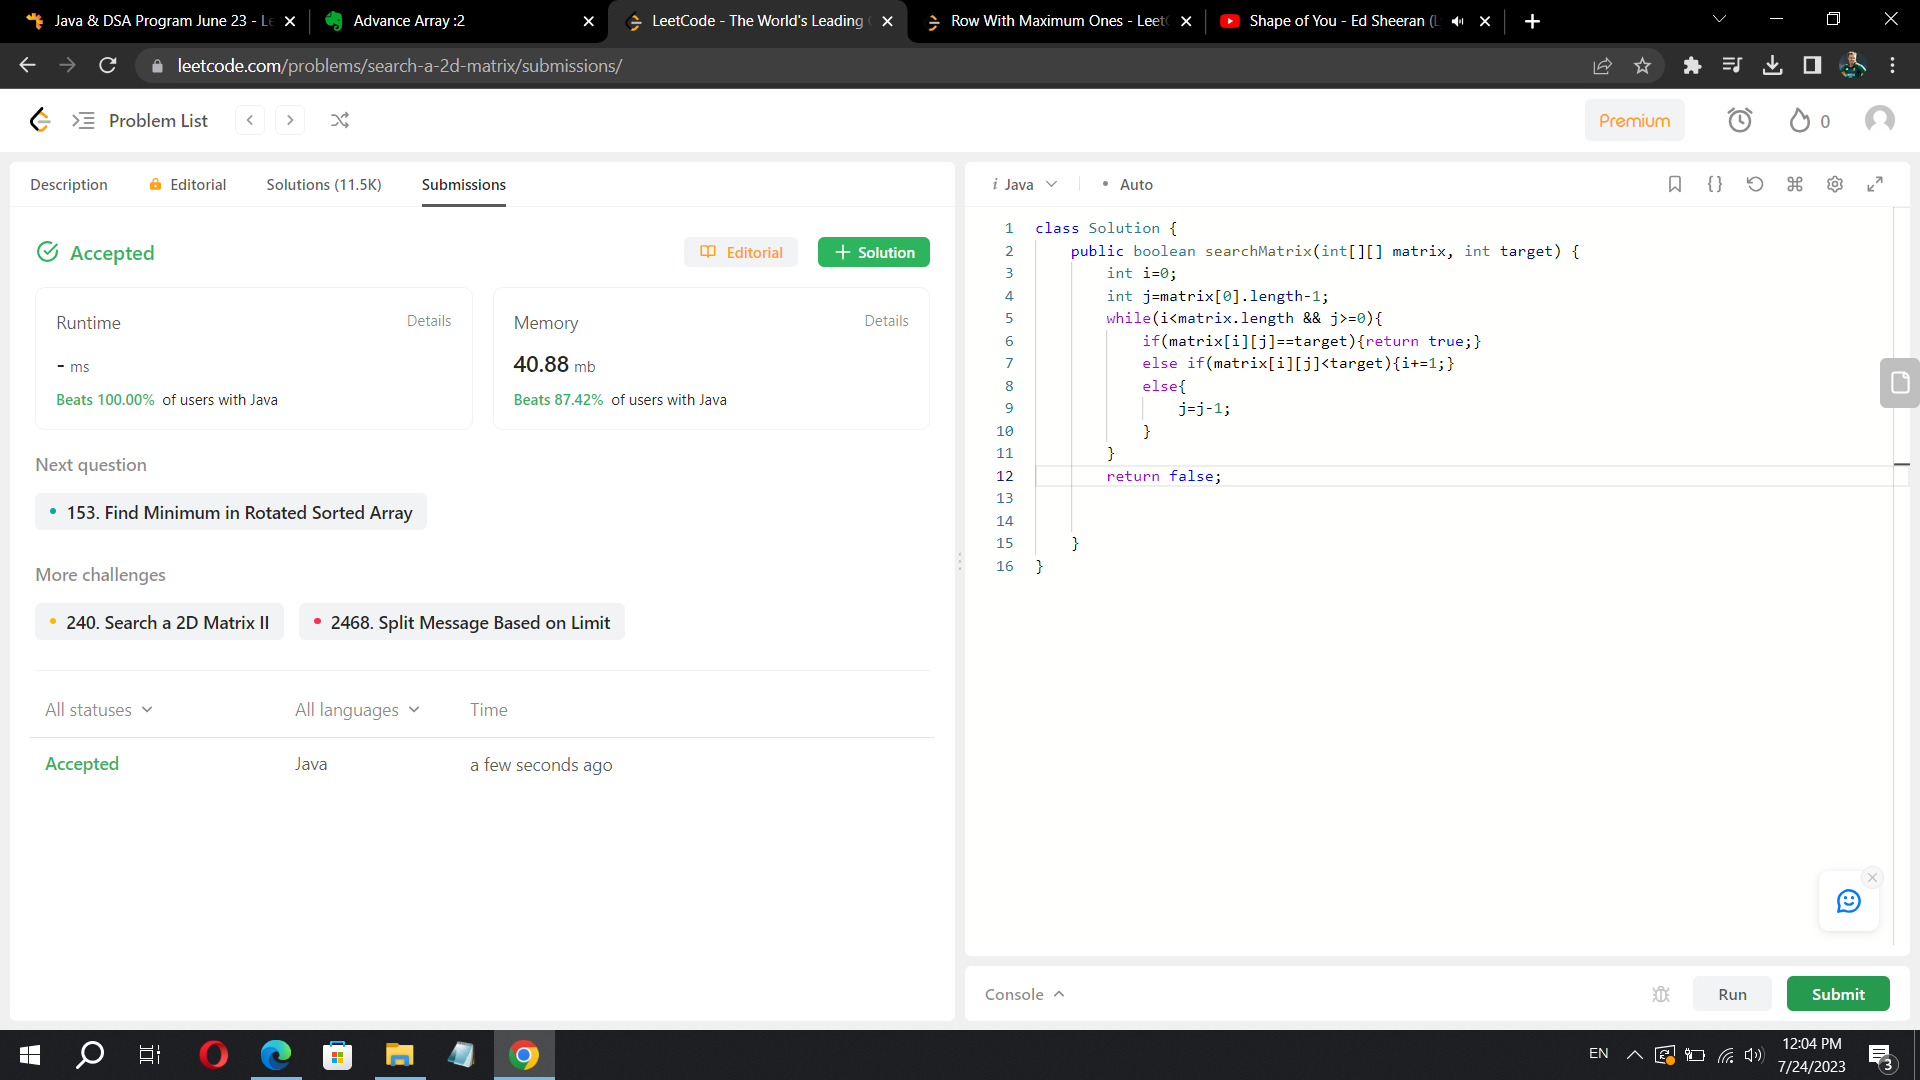 Java & DSA Program June 23 - Le
Advance Array :2
LeetCode - The World's Leading
Row With Maximum Ones - LeetC
Shape of You - Ed Sheeran (L
leetcode.com/problems/search-a-2d-matrix/submissions/
Problem List
Premium
0
Description
Editorial
Solutions (11.5K)
Submissions
Accepted
Editorial
+ Solution
Runtime
Details
- ms
Beats 100.00% of users with Java
Memory
Details
40.88 mb
Beats 87.42% of users with Java
Next question
153. Find Minimum in Rotated Sorted Array
More challenges
240. Search a 2D Matrix II
2468. Split Message Based on Limit
All statuses
All languages
Time
Accepted
Java
a few seconds ago
i Java
• Auto
1 class Solution {
2 public boolean searchMatrix(int[][] matrix, int target) {
3 int i=0;
4 int j=matrix[0].length-1;
5 while(i<matrix.length && j>=0){
6 if(matrix[i][j]==target){return true;}
7 else if(matrix[i][j]<target){i+=1;}
8 else{
9 j=j-1;
10 }
11 }
12 return false;
13
14
15 }
16 }
Console
Run
Submit
EN
12:04 PM
7/24/2023
3